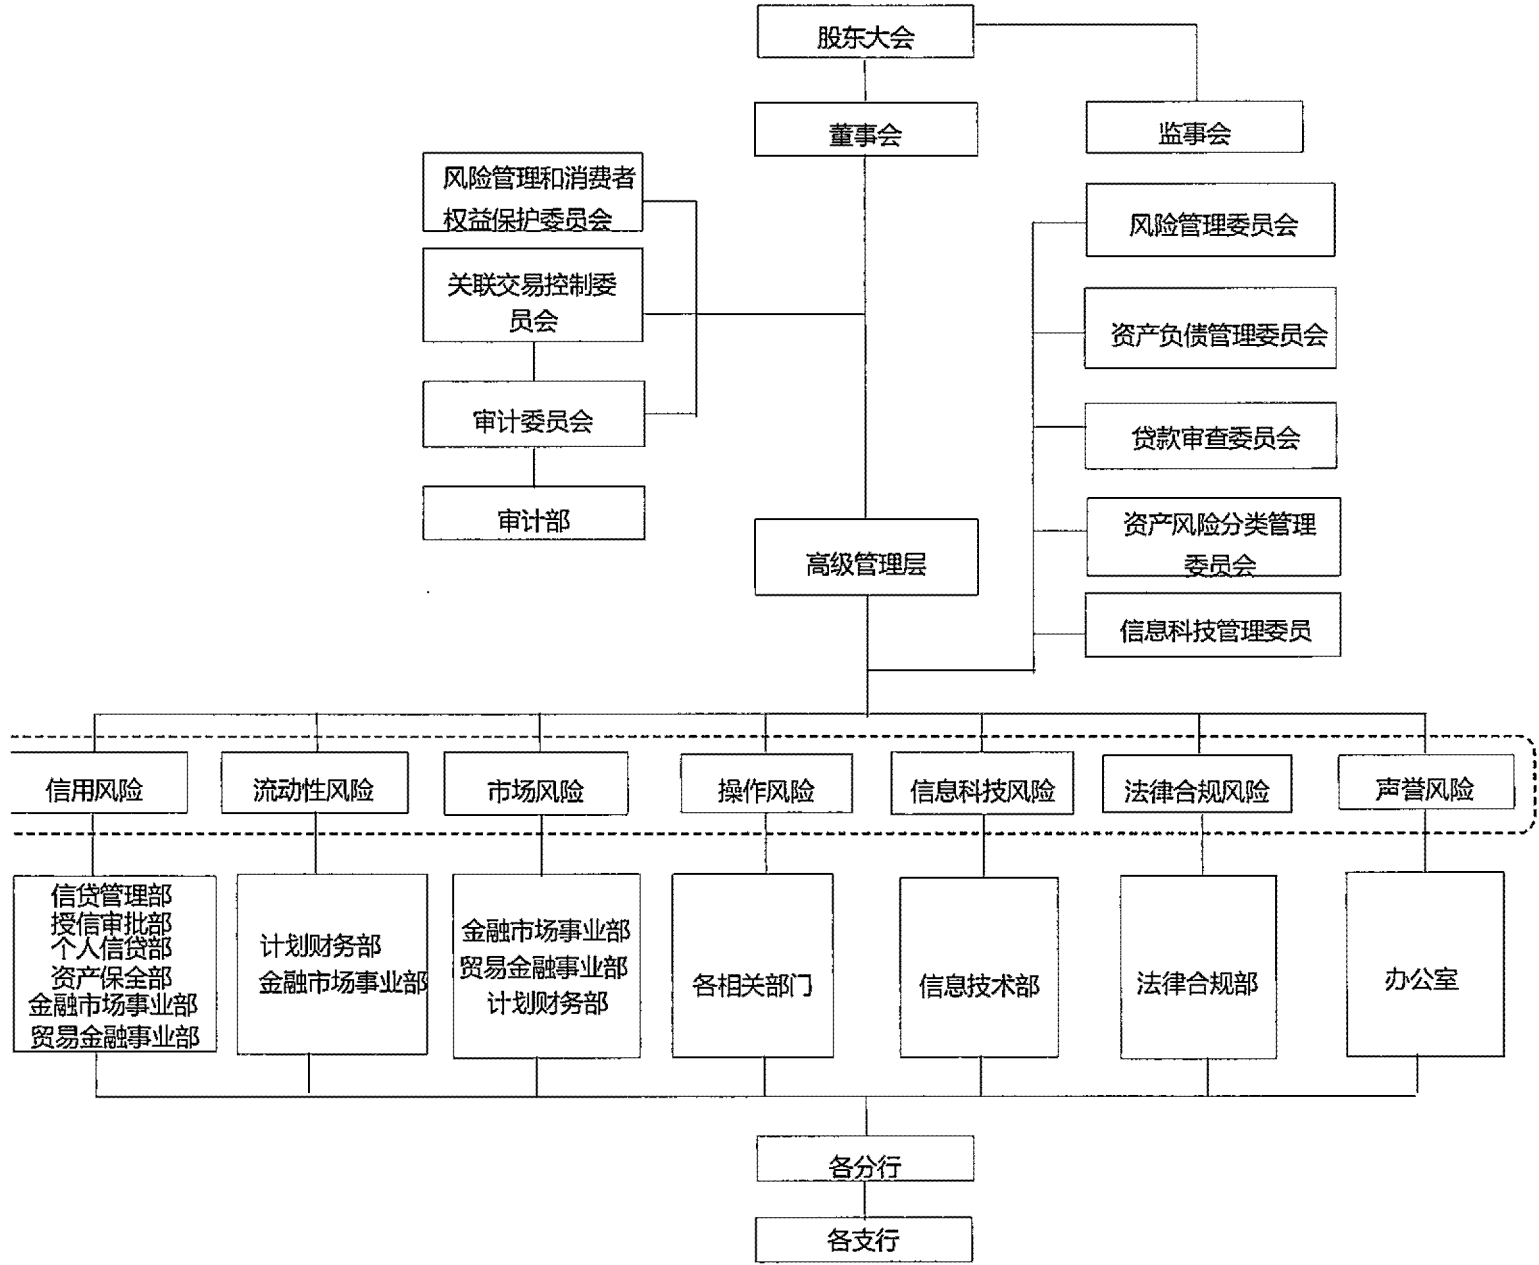 股东大会
董事会
监事会
风险管理和消费者
权益保护委员会
关联交易控制委
员会
审计委员会
审计部
高级管理层
风险管理委员会
资产负债管理委员会
贷款审查委员会
资产风险分类管理
委员会
信息科技管理委员
信用风险
流动性风险
市场风险
操作风险
信息科技风险
法律合规风险
声誉风险
信贷管理部
授信审批部
个人信贷部
资产保全部
金融市场事业部
贸易金融事业部
计划财务部
金融市场事业部
金融市场事业部
贸易金融事业部
计划财务部
各相关部门
信息技术部
法律合规部
办公室
各分行
各支行